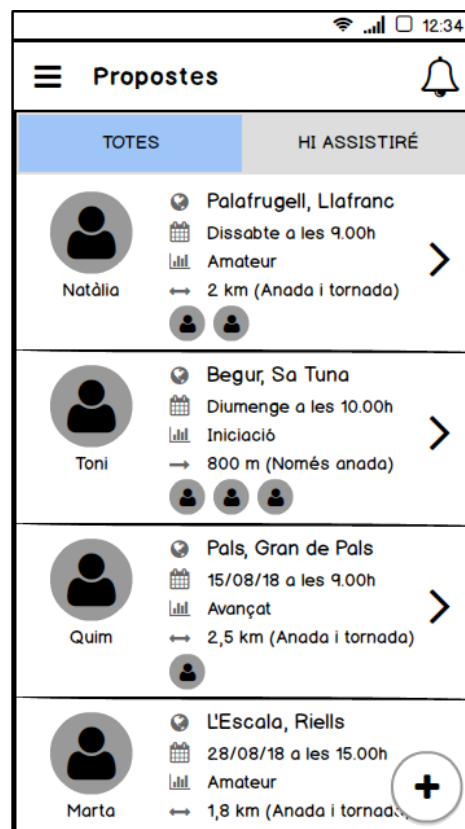 12:34
Propostes
TOTES
HI ASSISTIRÉ
Palafrugell, Llafranc
Dissabte a les 9.00h
Amateur
2 km (Anada i tornada)
Natàlia
Begur, Sa Tuna
Diumenge a les 10.00h
Iniciació
800 m (Només anada)
Toni
Pals, Gran de Pals
15/08/18 a les 9.00h
Avançat
2,5 km (Anada i tornada)
Quim
L'Escala, Riells
28/08/18 a les 15.00h
Amateur
1,8 km (Anada i tornada
Marta